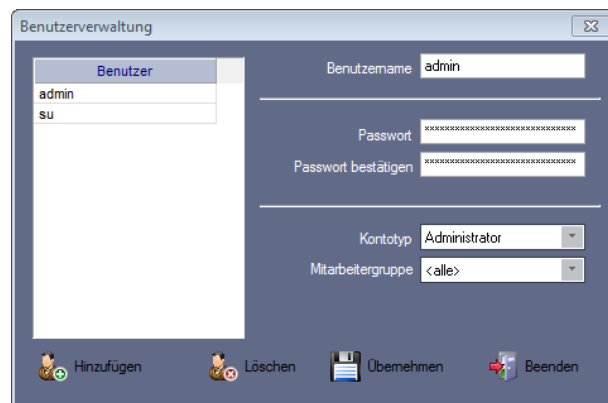 Benutzerverwaltung
Benutzer
admin
su
Benutzername admin
Passwort ******************************
Passwort bestätigen ******************************
Kontotyp Administrator
Mitarbeitergruppe <alle>
Hinzufügen Löschen Übernehmen Beenden